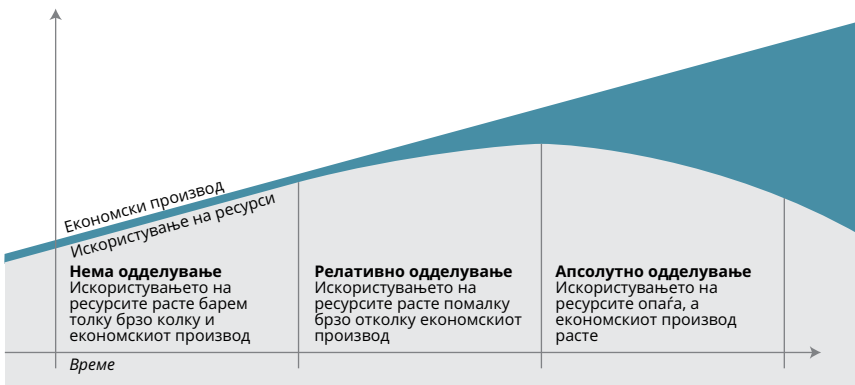 Економски производ
Искористување на ресурси
Нема одделување
Искористувањето на
ресурсите расте барем
толку брзо колку и
економскиот производ
Релативно одделување
Искористувањето на
ресурсите расте помалку
брзо отколку економскиот
производ
Апсолутно одделување
Искористувањето на
ресурсите опаѓа, а
економскиот производ
расте
Време